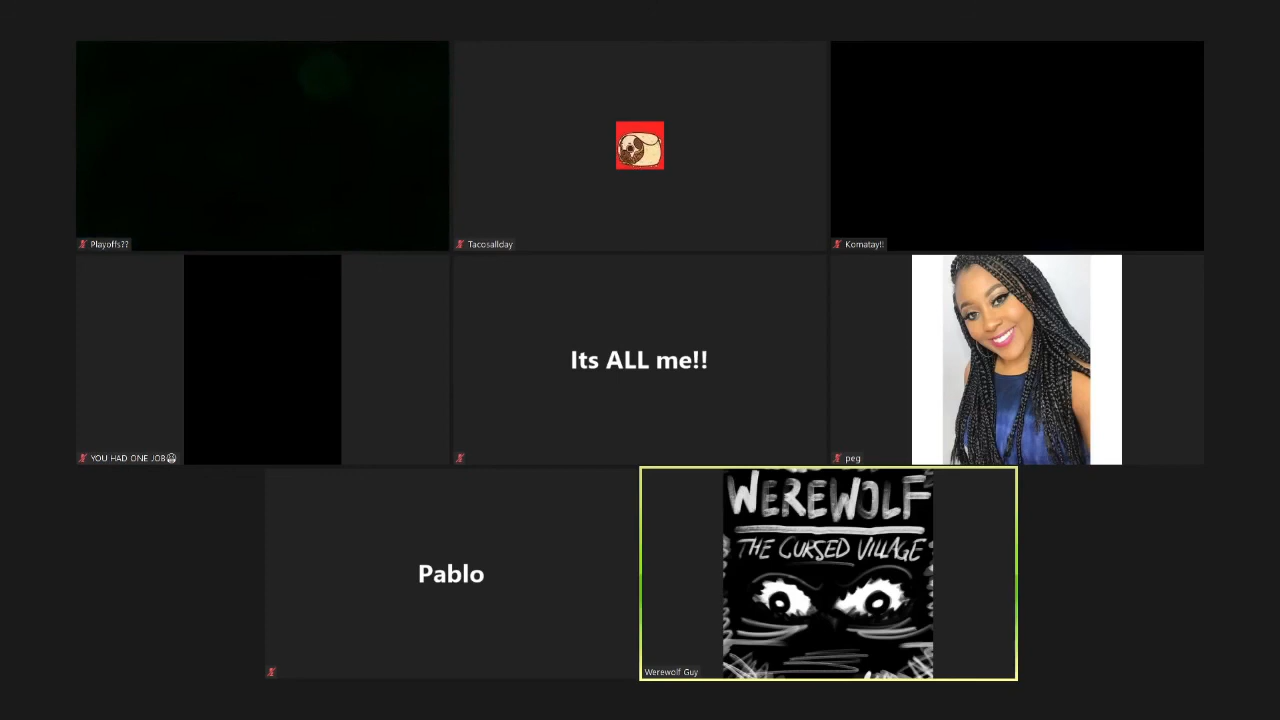 Playoffs??
Tacosallday
Komatay!!
YOU HAD ONE JOB😩
Its ALL me!!
peg
Pablo
WEREWOLF
THE CURSED VILLAGE
Werewolf Guy